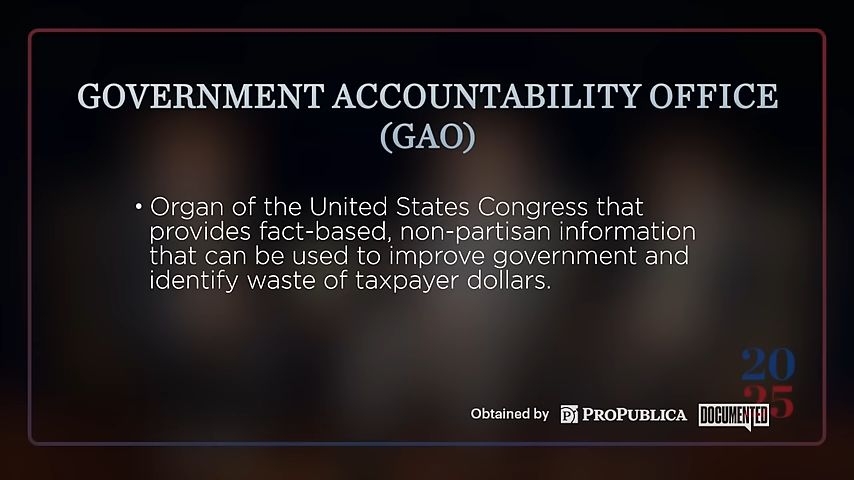 GOVERNMENT ACCOUNTABILITY OFFICE
(GAO)
• Organ of the United States Congress that
provides fact-based, non-partisan information
that can be used to improve government and
identify waste of taxpayer dollars.
20
25
Obtained by PROPUBLICA DOCUMENTED